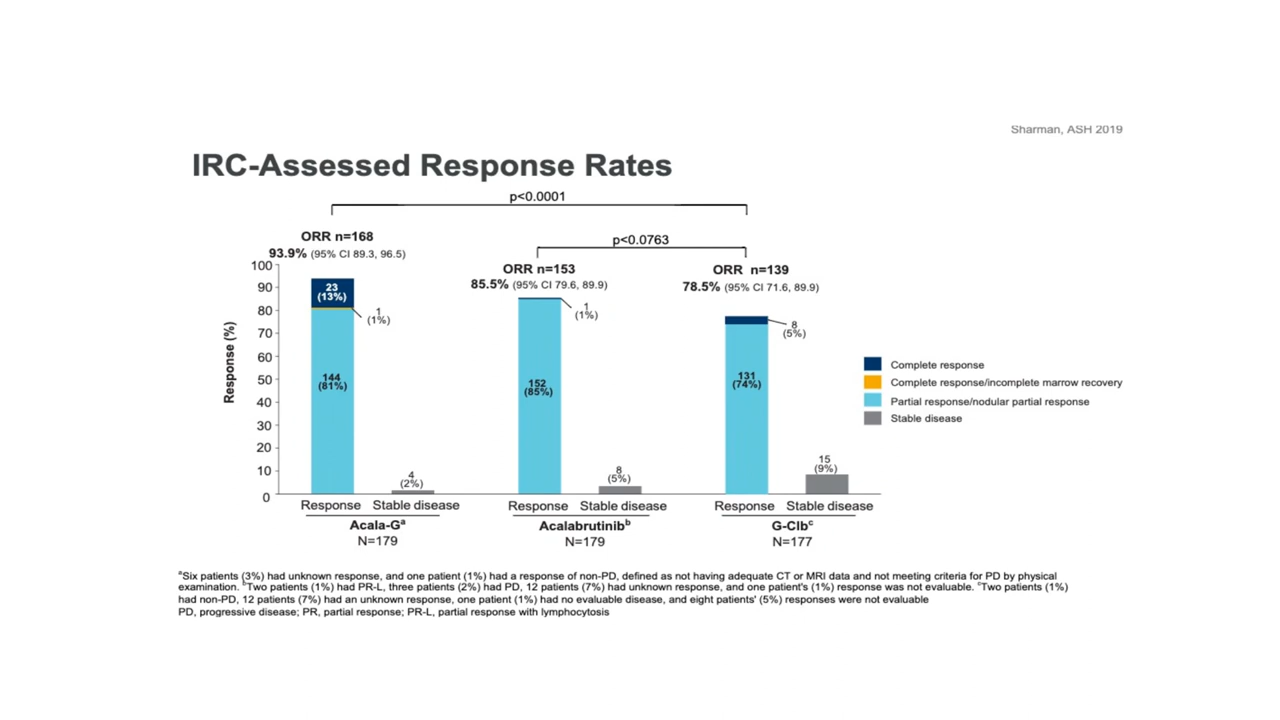 Sharman, ASH 2019
IRC-Assessed Response Rates
p<0.0001
p<0.0763
ORR n=168
93.9% (95% CI 89.3, 96.5)
ORR n=153
85.5% (95% CI 79.6, 89.9)
ORR n=139
78.5% (95% CI 71.6, 89.9)
Response (%)
100
90
80
70
60
50
40
30
20
10
0
23
(13%)
1
(1%)
144
(81%)
4
(2%)
1
(1%)
152
(85%)
8
(5%)
8
(5%)
131
(74%)
15
(9%)
Complete response
Complete response/incomplete marrow recovery
Partial response/nodular partial response
Stable disease
Response Stable disease Response Stable disease Response Stable disease
Acala-Gᵃ Acalabrutinibᵇ G-Clbᶜ
N=179 N=179 N=177
ᵃSix patients (3%) had unknown response, and one patient (1%) had a response of non-PD, defined as not having adequate CT or MRI data and not meeting criteria for PD by physical
examination. ᵇTwo patients (1%) had PR-L, three patients (2%) had PD, 12 patients (7%) had unknown response, and one patient's (1%) response was not evaluable. ᶜTwo patients (1%)
had non-PD, 12 patients (7%) had an unknown response, one patient (1%) had no evaluable disease, and eight patients' (5%) responses were not evaluable
PD, progressive disease; PR, partial response; PR-L, partial response with lymphocytosis